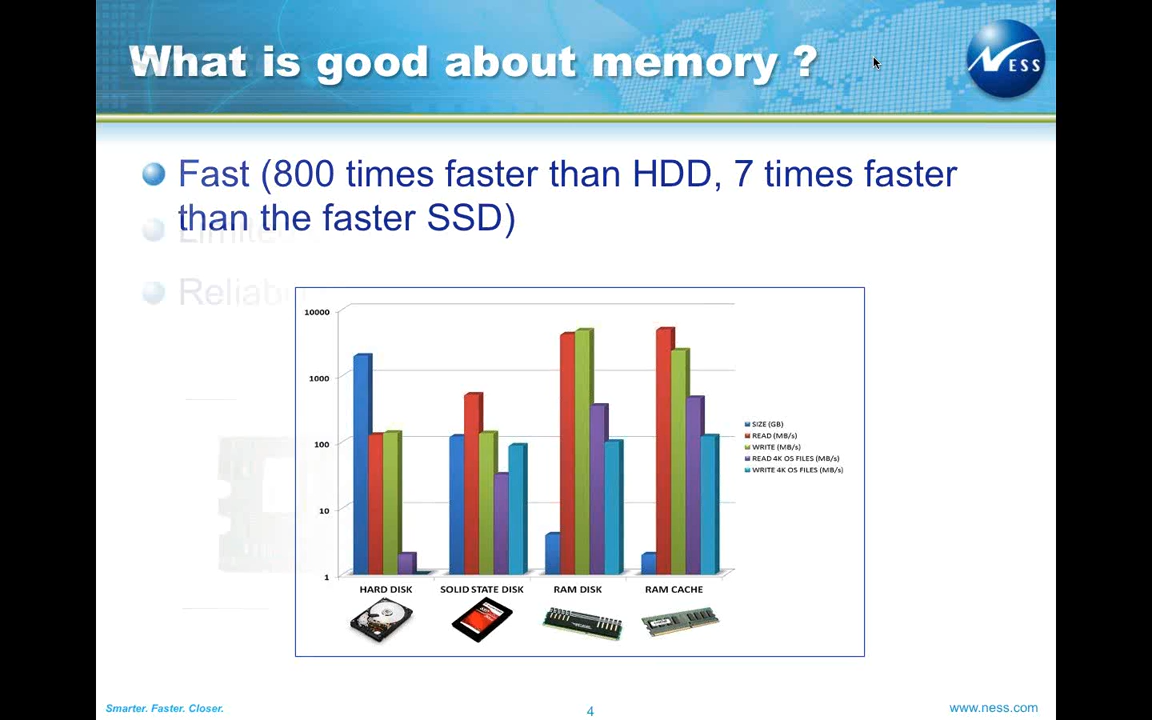 What is good about memory ?
NESS
Fast (800 times faster than HDD, 7 times faster
than the faster SSD)
10000
1000
100
10
1
HARD DISK
SOLID STATE DISK
RAM DISK
RAM CACHE
SIZE (GB)
READ (MB/s)
WRITE (MB/s)
READ 4K OS FILES (MB/s)
WRITE 4K OS FILES (MB/s)
Smarter. Faster. Closer.
4
www.ness.com